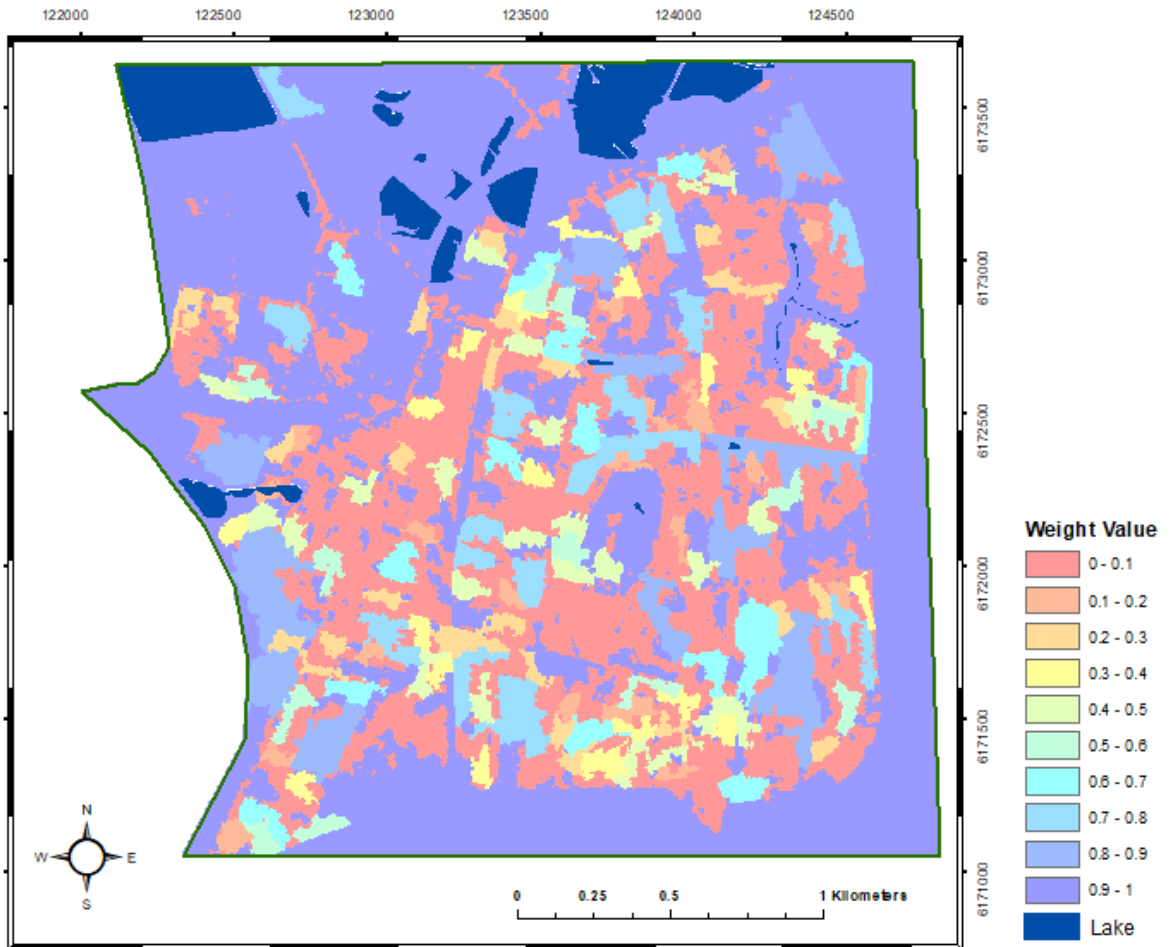 122000 122500 123000 123500 124000 124500
6173500
6173000
6172500
6172000
6171500
6171000
Weight Value
0 - 0.1
0.1 - 0.2
0.2 - 0.3
0.3 - 0.4
0.4 - 0.5
0.5 - 0.6
0.6 - 0.7
0.7 - 0.8
0.8 - 0.9
0.9 - 1
Lake
N
W E
S
0 0.25 0.5 1 Kilometers